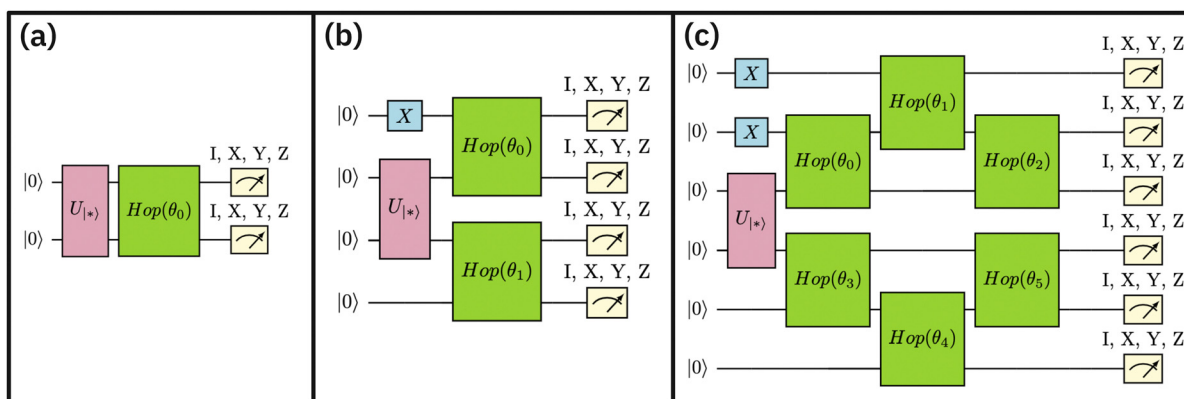 (a)
|0⟩
|0⟩
U|*⟩
Hop(θ0)
I, X, Y, Z
I, X, Y, Z
(b)
|0⟩
|0⟩
|0⟩
|0⟩
X
U|*⟩
Hop(θ0)
Hop(θ1)
I, X, Y, Z
I, X, Y, Z
I, X, Y, Z
I, X, Y, Z
(c)
|0⟩
|0⟩
|0⟩
|0⟩
|0⟩
|0⟩
X
X
U|*⟩
Hop(θ0)
Hop(θ3)
Hop(θ1)
Hop(θ4)
Hop(θ2)
Hop(θ5)
I, X, Y, Z
I, X, Y, Z
I, X, Y, Z
I, X, Y, Z
I, X, Y, Z
I, X, Y, Z